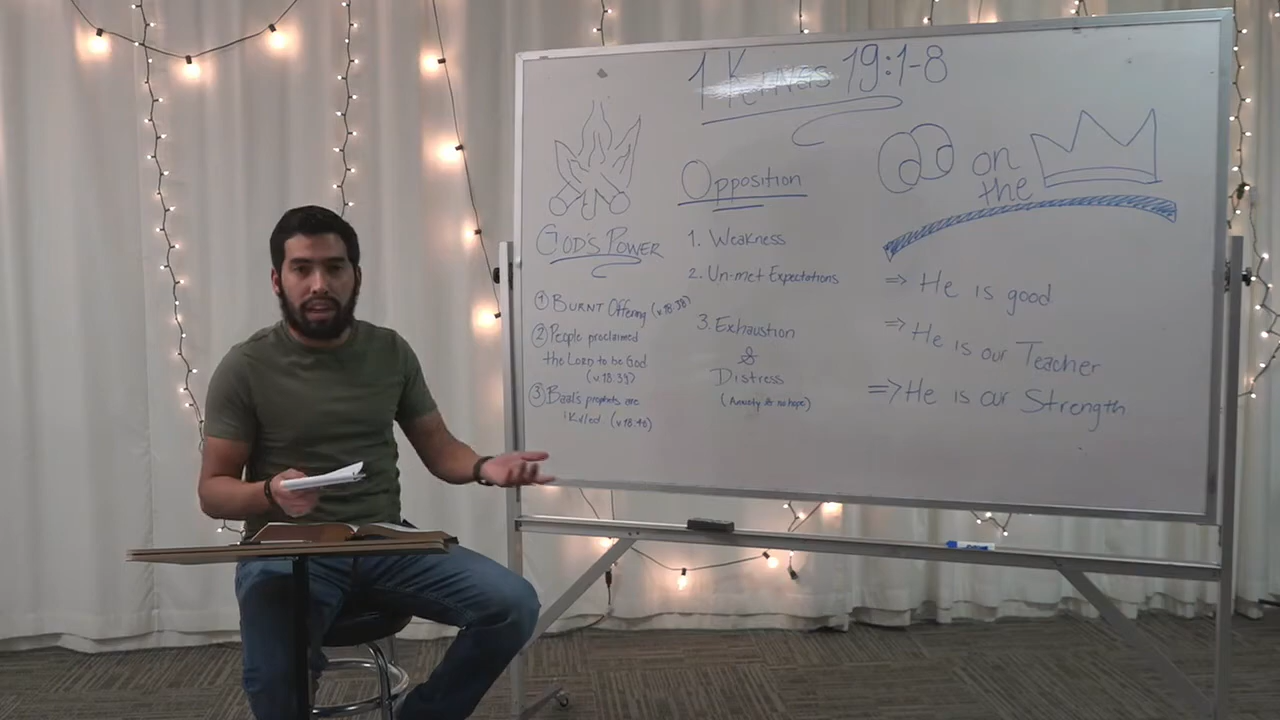 1 Kings 19:1-8
GOD'S POWER
① BURNT Offering (v.18:38)
② People proclaimed
the LORD to be God
(v.18:39)
③ Baal's prophets are
killed (v.18:40)
Opposition
1. Weakness
2. Un-met Expectations
3. Exhaustion
&
Distress
(Anxiety & no hope)
on
the
⇒ He is good
⇒ He is our Teacher
⇒ He is our Strength